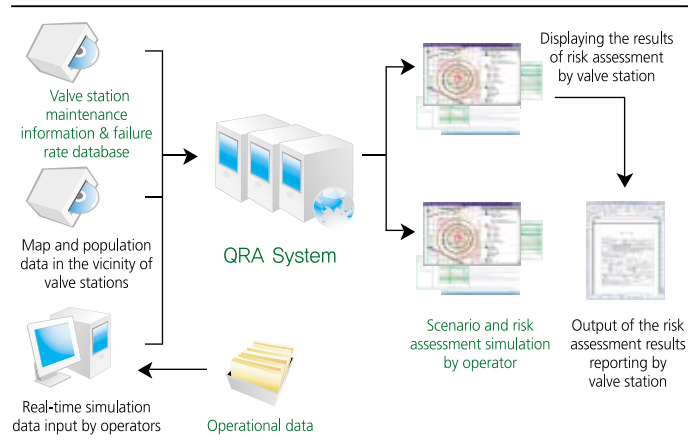 Valve station
maintenance
information & failure
rate database
Map and population
data in the vicinity of
valve stations
Real-time simulation
data input by operators
Operational data
QRA System
Displaying the results
of risk assessment
by valve station
Scenario and risk
assessment simulation
by operator
Output of the risk
assessment results
reporting by
valve station